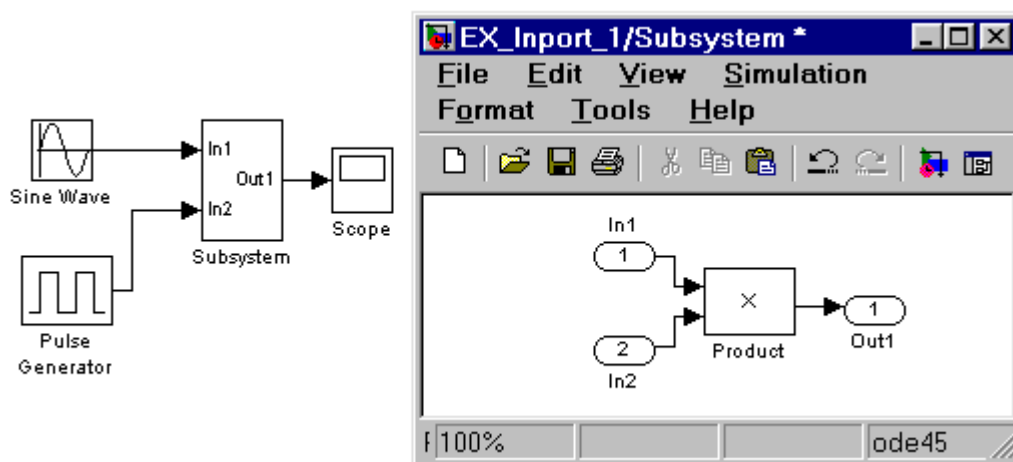 Sine Wave
Pulse
Generator
In1
Out1
In2
Subsystem
Scope
EX_Inport_1/Subsystem *
File Edit View Simulation
Format Tools Help
In1
1
2
In2
×
Product
1
Out1
100%
ode45